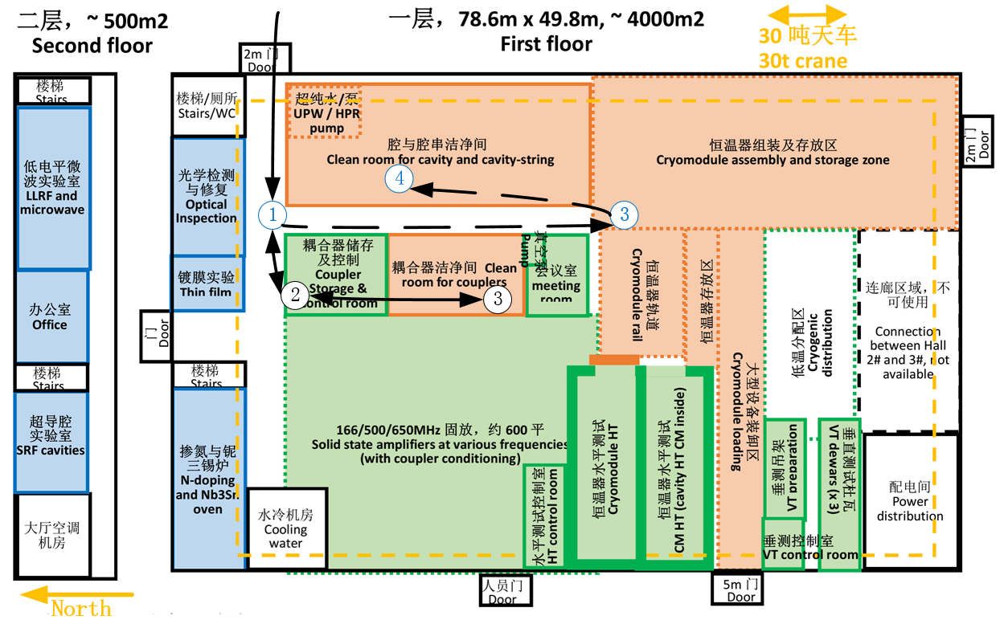 二层，~ 500m2
Second floor
一层，78.6m x 49.8m, ~ 4000m2
First floor
30 吨天车
30t crane
楼梯
Stairs
低电平微
波实验室
LLRF and
microwave
办公室
Office
楼梯
Stairs
超导腔
实验室
SRF cavities
大厅空调
机房
North
2m 门
Door
楼梯/厕所
Stairs/WC
光学检测
与修复
Optical
Inspection
镀膜实验
Thin film
门
Door
楼梯
Stairs
掺氮与铌
三锡炉
N-doping
and Nb3Sn
oven
水冷机房
Cooling
water
超纯水/泵
UPW / HPR
pump
腔与腔串洁净间
Clean room for cavity and cavity-string
4
1
3
恒温器组装及存放区
Cryomodule assembly and storage zone
2m 门
Door
耦合器储存
及控制
Coupler
Storage &
control room
2
耦合器洁净间 Clean
room for couplers
3
真空泵
Pump
会议室
meeting
room
恒温器轨道
Cryomodule rail
恒温器存放区
大型设备装卸区
Cryomodule loading
低温分配区
Cryogenic
distribution
连廊区域，不
可使用
Connection
between Hall
2# and 3#, not
available
166/500/650MHz 固放，约 600 平
Solid state amplifiers at various frequencies
(with coupler conditioning)
水平测试控制室
HT control room
恒温器水平测试
Cryomodule HT
恒温器水平测试
CM HT (cavity HT CM inside)
垂测吊架
VT preparation
垂直测试杜瓦
VT dewars (x 3)
垂测控制室
VT control room
配电间
Power
distribution
人员门
Door
5m 门
Door